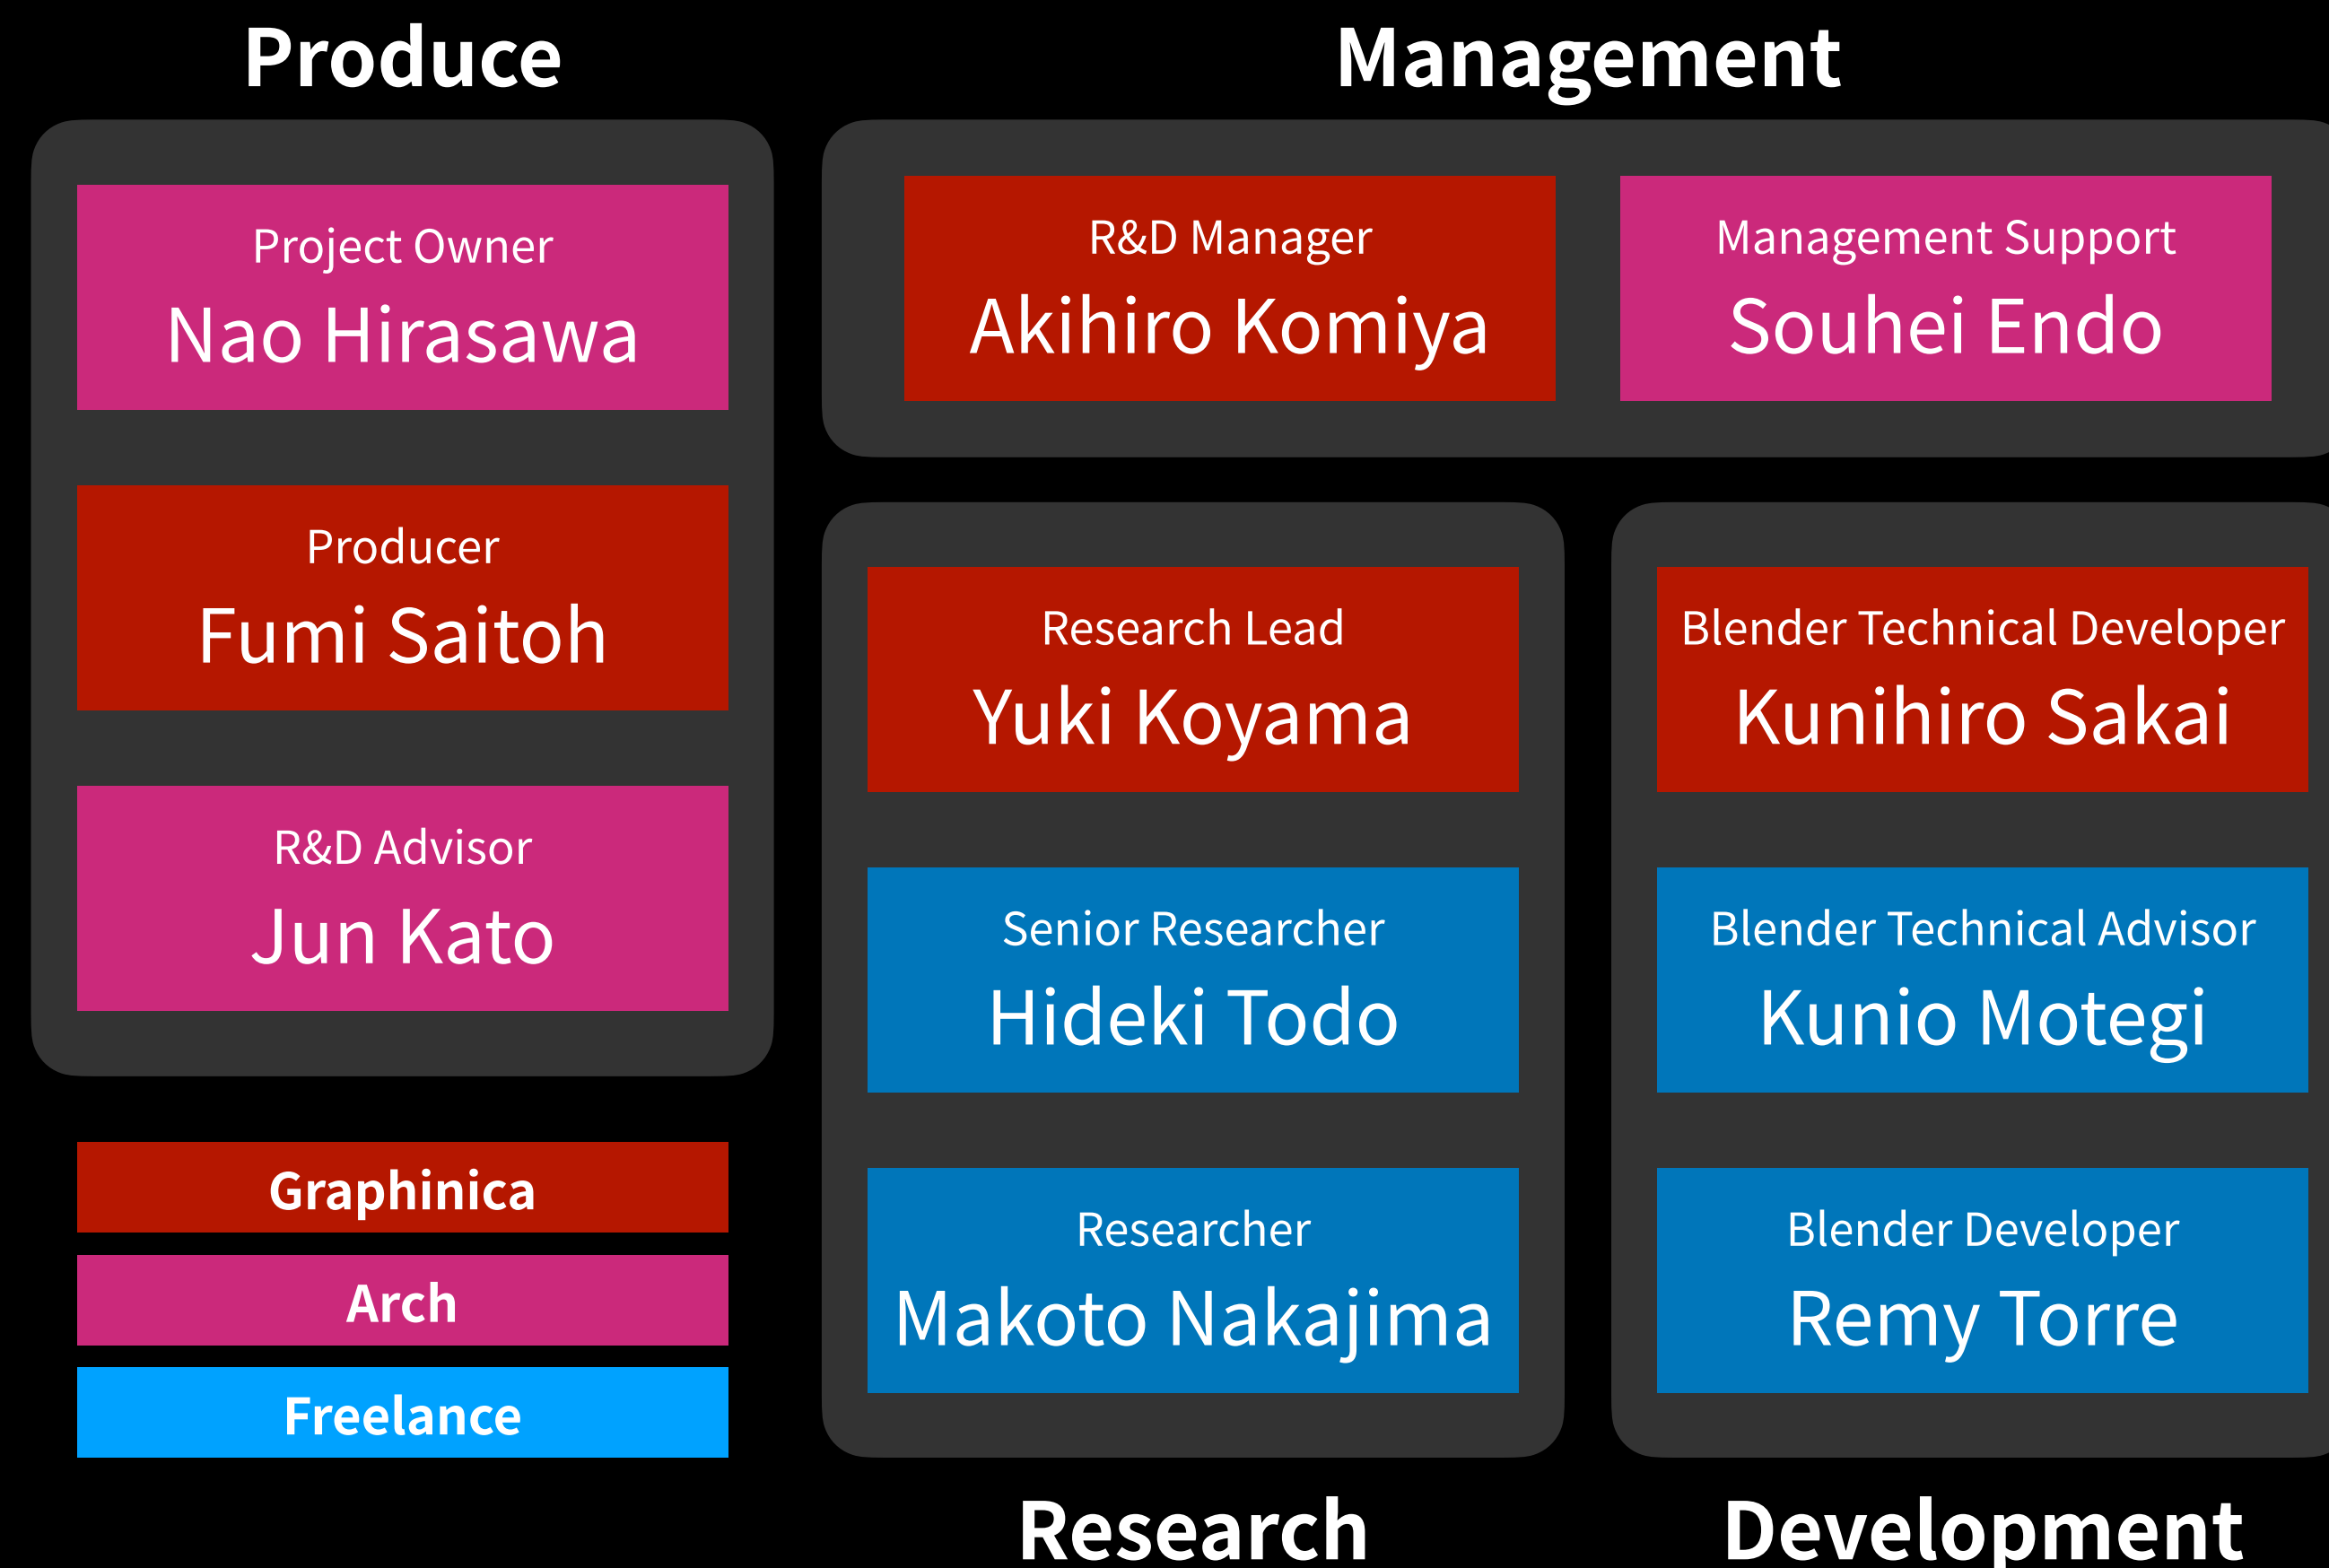 Produce
Project Owner
Nao Hirasawa
Producer
Fumi Saitoh
R&D Advisor
Jun Kato
Graphinica
Arch
Freelance
Management
R&D Manager
Akihiro Komiya
Management Support
Souhei Endo
Research Lead
Yuki Koyama
Senior Researcher
Hideki Todo
Researcher
Makoto Nakajima
Research
Blender Technical Developer
Kunihiro Sakai
Blender Technical Advisor
Kunio Motegi
Blender Developer
Remy Torre
Development